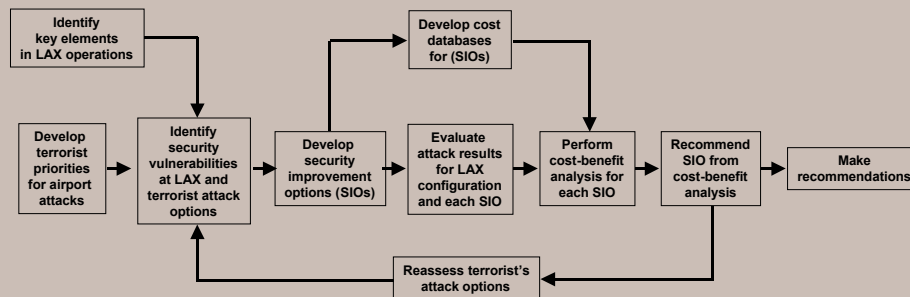 Identify
key elements
in LAX operations
Develop cost
databases
for (SIOs)
Develop
terrorist
priorities
for airport
attacks
Identify
security
vulnerabilities
at LAX and
terrorist attack
options
Develop
security
improvement
options (SIOs)
Evaluate
attack results
for LAX
configuration
and each SIO
Perform
cost-benefit
analysis for
each SIO
Recommend
SIO from
cost-benefit
analysis
Make
recommendations
Reassess terrorist's
attack options